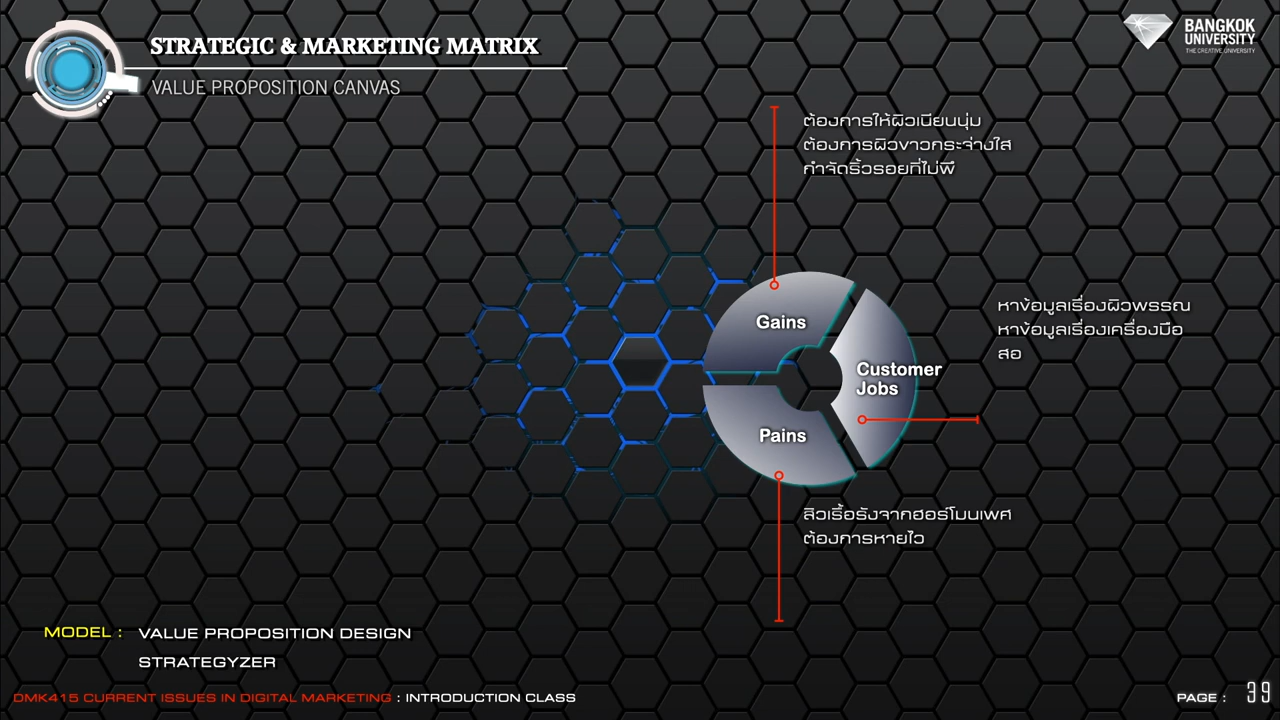 STRATEGIC & MARKETING MATRIX
VALUE PROPOSITION CANVAS
BANGKOK
UNIVERSITY
THE CREATIVE UNIVERSITY
ต้องการให้ผิวเนียนนุ่ม
ต้องการผิวขาวกระจ่างใส
กำจัดริ้วรอยที่ไม่พึ
Gains
หาข้อมูลเรื่องผิวพรรณ
หาข้อมูลเรื่องเครื่องมือ
สอ
Customer
Jobs
Pains
สิวเรื้อรังจากฮอร์โมนเพศ
ต้องการหายไว
MODEL : VALUE PROPOSITION DESIGN
STRATEGYZER
DMK415 CURRENT ISSUES IN DIGITAL MARKETING : INTRODUCTION CLASS
PAGE : 39